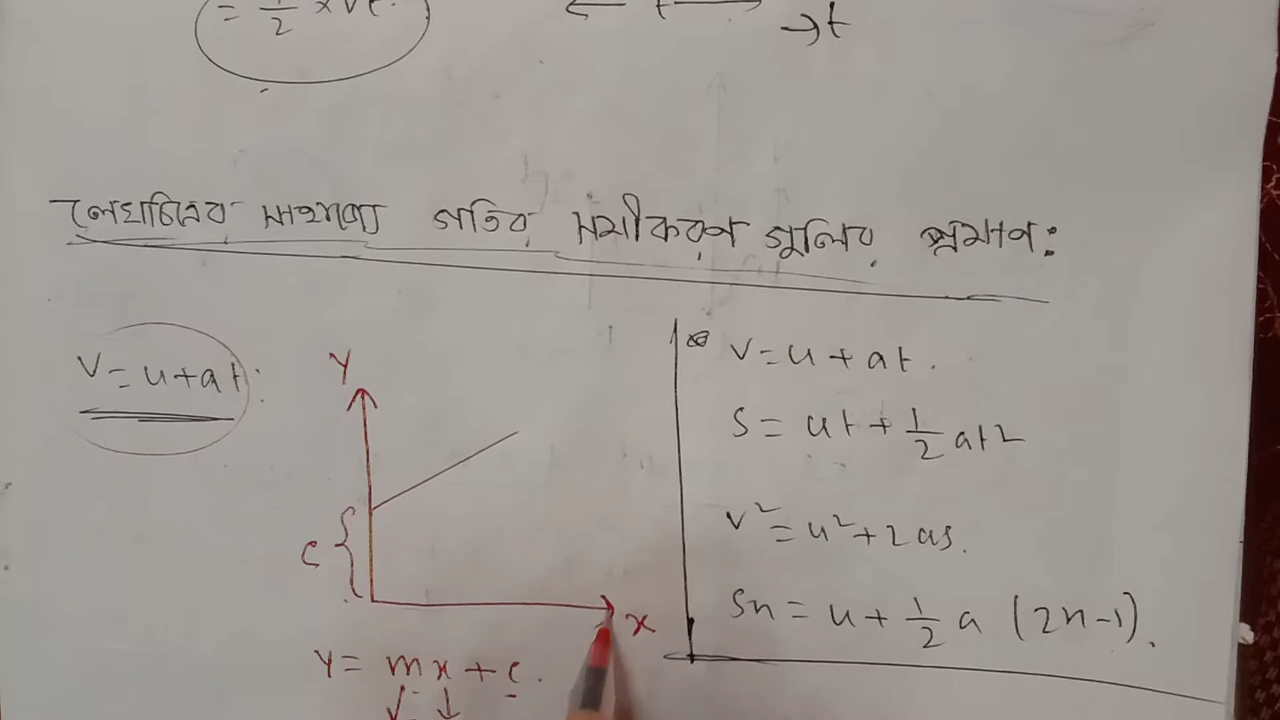 = 1/2 × vt.
t
→t
লেখচিত্রের সাহায্যে গতির সমীকরণ গুলির প্রমাণ:
v = u + at:
Y
C
x
Y = mx + c.
v = u + at.
S = ut + 1/2 at²
v² = u² + 2as.
Sn = u + 1/2 a (2n-1).